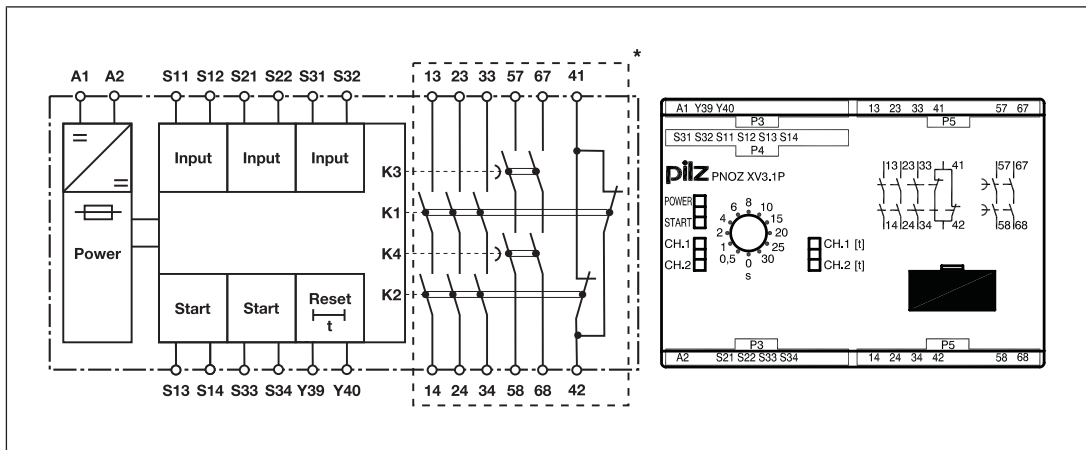 *
A1 A2 S11 S12 S21 S22 S31 S32 13 23 33 57 67 41
Input Input Input
Power
K3
K1
K4
K2
Start Start Reset
t
S13 S14 S33 S34 Y39 Y40 14 24 34 58 68 42
A1 Y39 Y40 13 23 33 41 57 67
P3 P5
S31 S32 S11 S12 S13 S14
P4
pilz PNOZ XV3.1P
POWER
START
CH.1
CH.2
8
6 10
4 15
2 20
1 25
0,5 30
0
s
CH.1 [t]
CH.2 [t]
13 23 33 41 57 67
14 24 34 42 58 68
P3 P5
A2 S21 S22 S33 S34 14 24 34 42 58 68